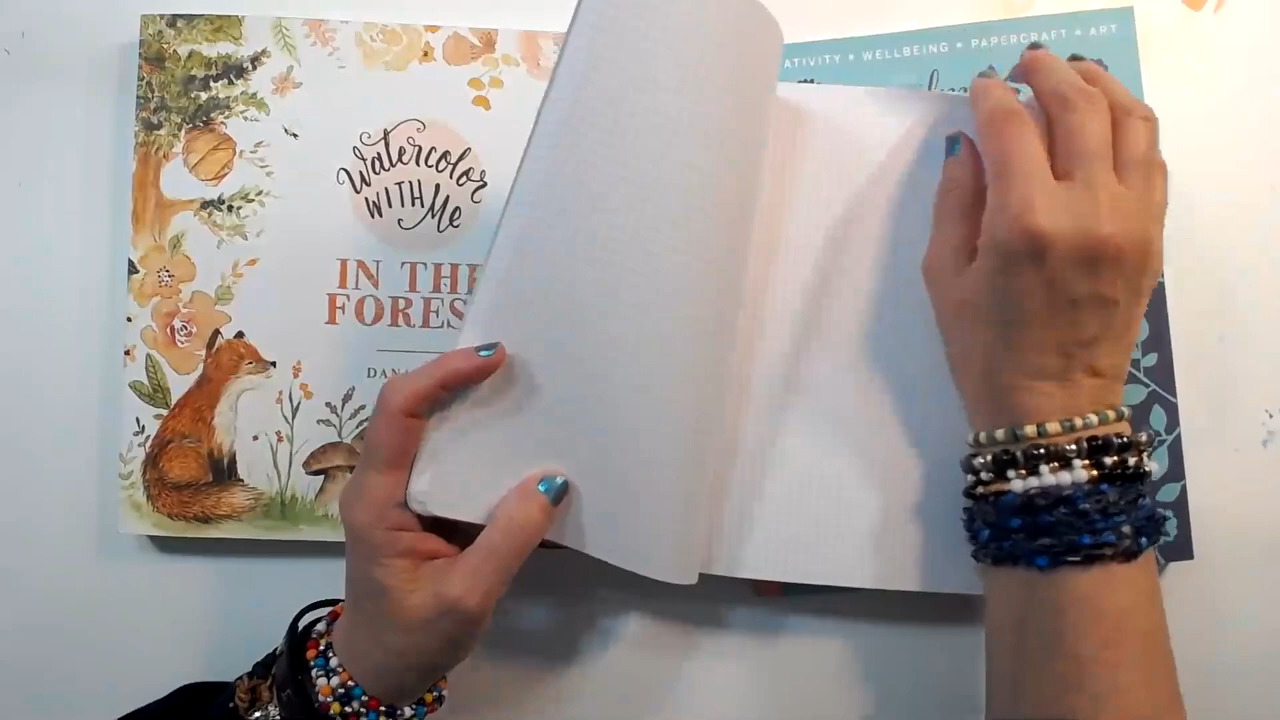 Watercolor
WITH Me
IN THE
FORES
DAN
ATIVITY * WELLBEING * PAPERCRAFT * ART